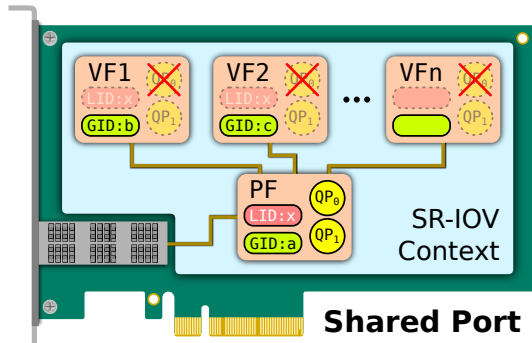 VF1
QP₀
LID:x
QP₁
GID:b
VF2
QP₀
LID:x
QP₁
GID:c
...
VFn
QP₀
QP₁
PF
QP₀
LID:x
QP₁
GID:a
SR-IOV
Context
Shared Port